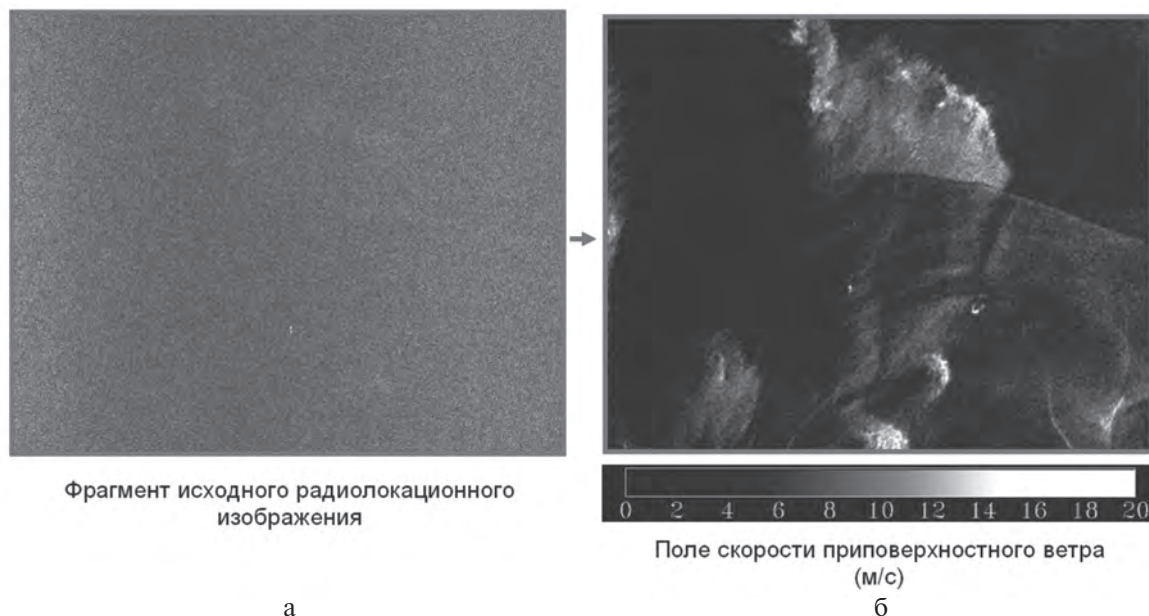 0 2 4 6 8 10 12 14 16 18 20
Фрагмент исходного радиолокационного
изображения
Поле скорости приповерхностного ветра
(м/с)
а
б